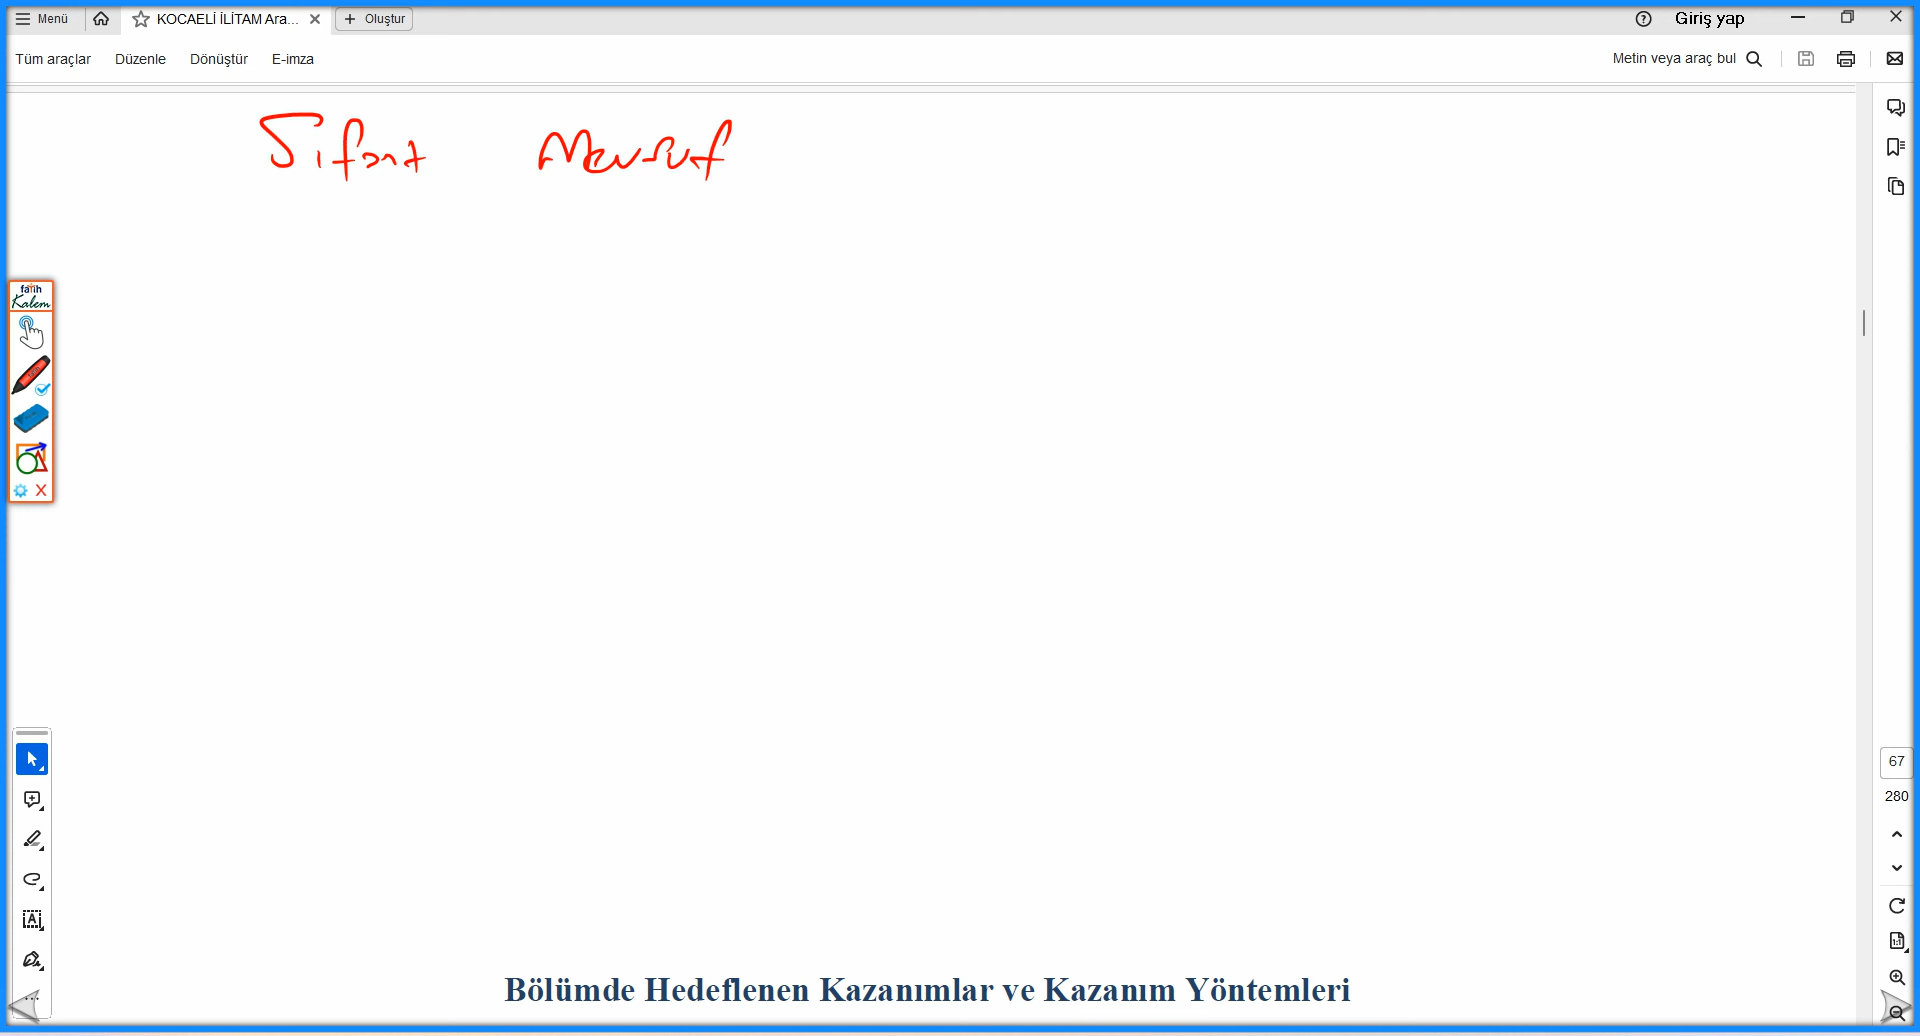 Menü
KOCAELİ İLİTAM Ara...
Oluştur
Giriş yap
Tüm araçlar Düzenle Dönüştür E-imza
Metin veya araç bul
Sıfat Mevsuf
fatih
Kalem
X
67
280
Bölümde Hedeflenen Kazanımlar ve Kazanım Yöntemleri